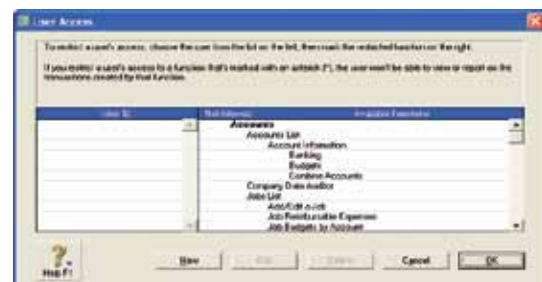 User Access
To restrict a user's access, choose the user from the list on the left, then mark the restricted function on the right.
If you restrict a user's access to a function that's marked with an asterisk (*), the user won't be able to view or report on the
transactions created by that function.
User ID
Accounts
Accounts List
Account Information
Banking
Budgets
Combine Accounts
Company Data Auditor
Jobs List
Add/Edit a Job
Job Reimbursable Expenses
Job Budgets by Account
Help F1
New
Edit
Delete
Cancel
OK